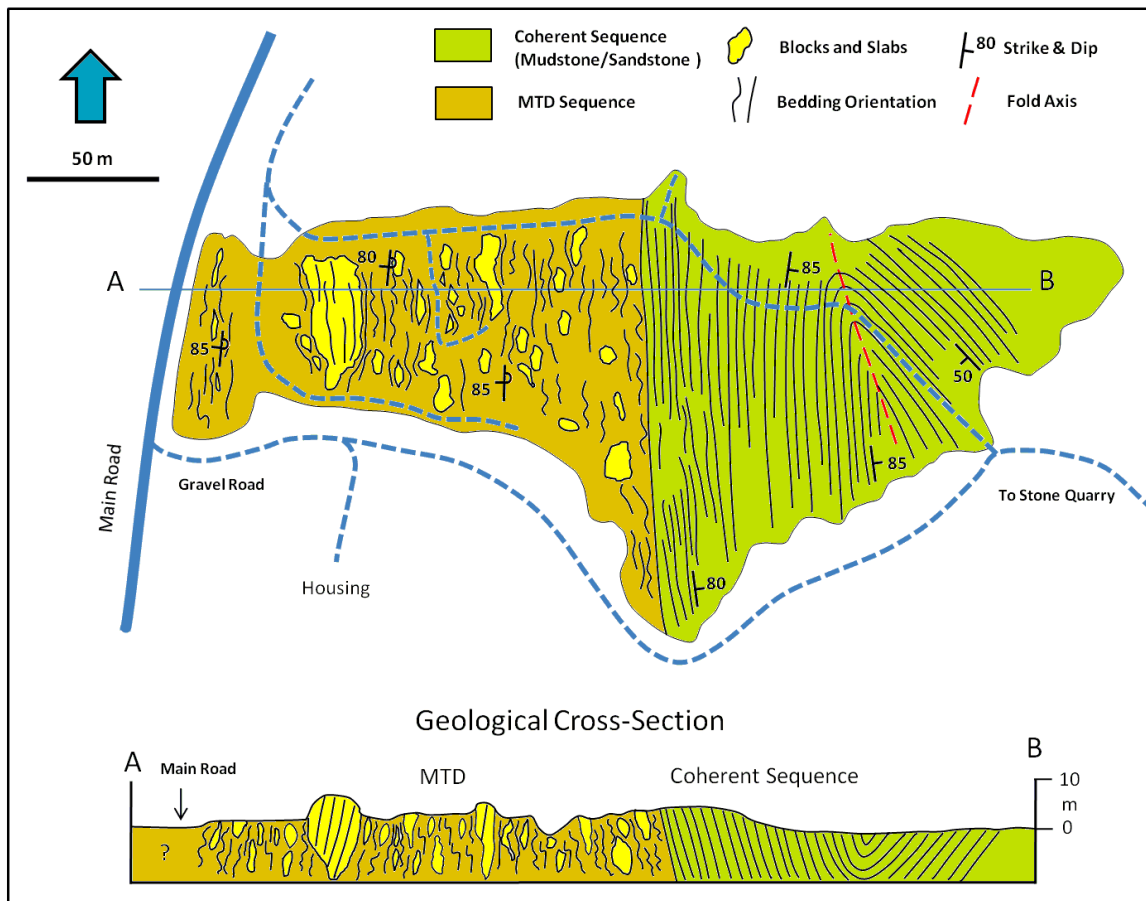 Coherent Sequence
(Mudstone/Sandstone )
Blocks and Slabs
80
Strike & Dip
MTD Sequence
Bedding Orientation
Fold Axis
50 m
80
85
A
B
85
85
50
85
Main Road
Gravel Road
To Stone Quarry
Housing
80
Geological Cross-Section
A
Main Road
MTD
Coherent Sequence
B
10
m
0
?